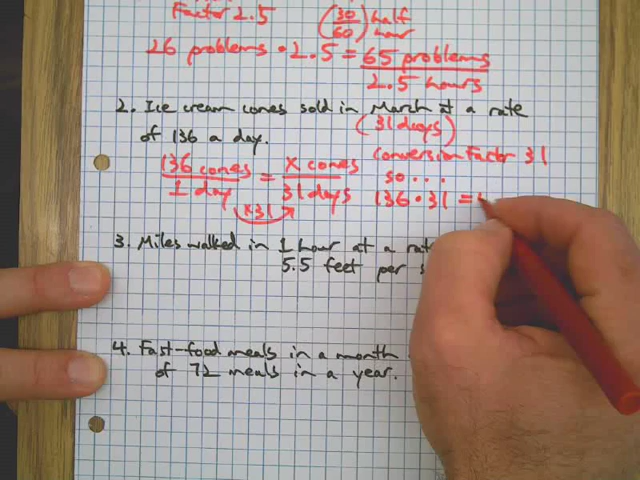 Factor 2.5 (30/60) half hour
26 problems • 2.5 = 65 problems / 2.5 hours
2. Ice cream cones sold in March at a rate
(31 days)
of 136 a day.
136 cones / 1 day = x cones / 31 days
x31
conversion Factor 31
so...
136 • 31 =
3. Miles walked in 1 hour at a
5.5 feet per
4. Fast-food meals in a month
of 72 meals in a year.